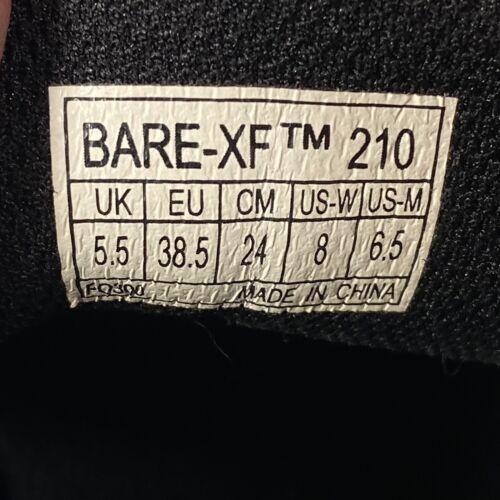 BARE-XF™ 210
UK EU CM US-W US-M
5.5 38.5 24 8 6.5
FQ300 MADE IN CHINA